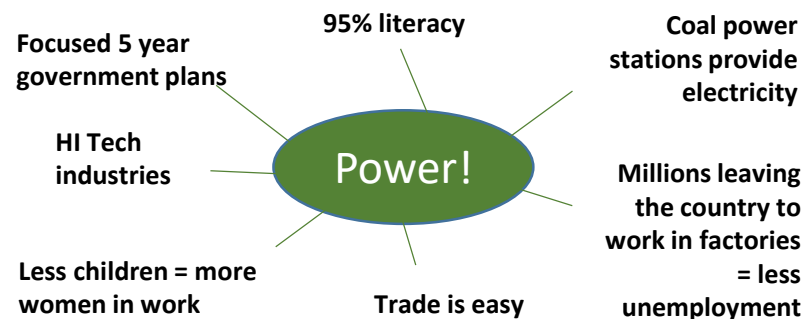 95% literacy
Focused 5 year
government plans
Coal power
stations provide
electricity
HI Tech
industries
Power!
Millions leaving
the country to
work in factories
= less
unemployment
Less children = more
women in work
Trade is easy